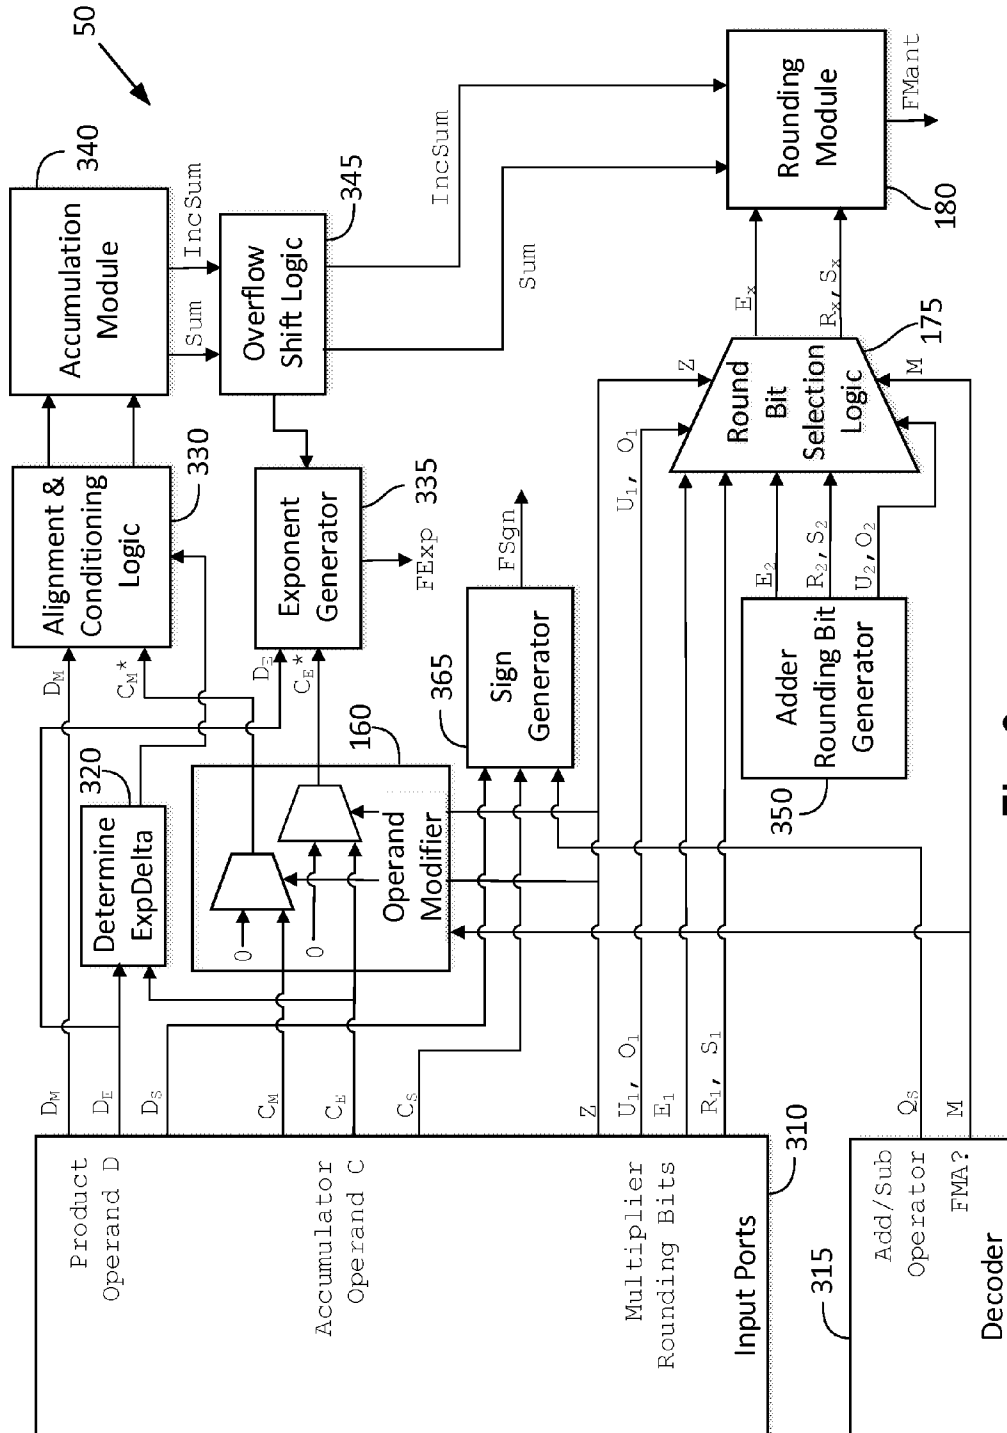 50
340
Accumulation
Module
Sum
IncSum
345
Overflow
Shift Logic
IncSum
Sum
Rounding
Module
180
FMant
330
Alignment &
Conditioning
Logic
D_M
C_M*
335
Exponent
Generator
D_E
C_E*
FExp
320
Determine
ExpDelta
160
Operand
Modifier
0
0
365
Sign
Generator
FSgn
E_X
R_X, S_X
175
Round
Bit
Selection
Logic
Z
U_1, O_1
M
E_2
R_2, S_2
U_2, O_2
350
Adder
Rounding Bit
Generator
D_M
D_E
D_S
C_M
C_E
C_S
Z
U_1, O_1
E_1
R_1, S_1
Q_S
M
Product
Operand D
Accumulator
Operand C
Multiplier
Rounding Bits
Input Ports
310
315
Add/Sub
Operator
FMA?
Decoder